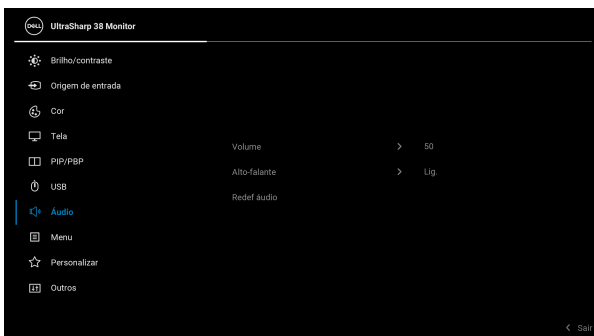 DELL UltraSharp 38 Monitor
Brilho/contraste
Origem de entrada
Cor
Tela
PIP/PBP
USB
Áudio
Menu
Personalizar
Outros
Volume > 50
Alto-falante > Lig.
Redef áudio
< Sair